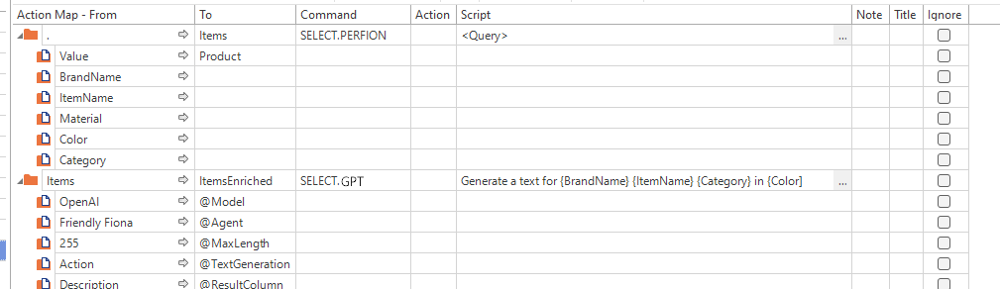 Action Map - From To Command Action Script Note Title Ignore
. Items SELECT.PERFION <Query> ...
Value Product
BrandName
ItemName
Material
Color
Category
Items ItemsEnriched SELECT.GPT Generate a text for {BrandName} {ItemName} {Category} in {Color] ...
OpenAI @Model
Friendly Fiona @Agent
255 @MaxLength
Action @TextGeneration
Description @ResultColumn